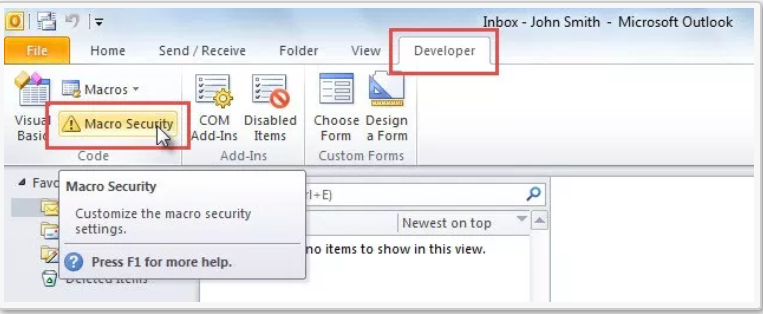 Inbox - John Smith - Microsoft Outlook
File Home Send / Receive Folder View Developer
Macros
Macro Security
Visual Basic
COM Add-Ins
Disabled Items
Choose Form
Design a Form
Code Add-Ins Custom Forms
Favo
Macro Security
Customize the macro security
settings.
Press F1 for more help.
rl+E)
Newest on top
no items to show in this view.
Deleted Items